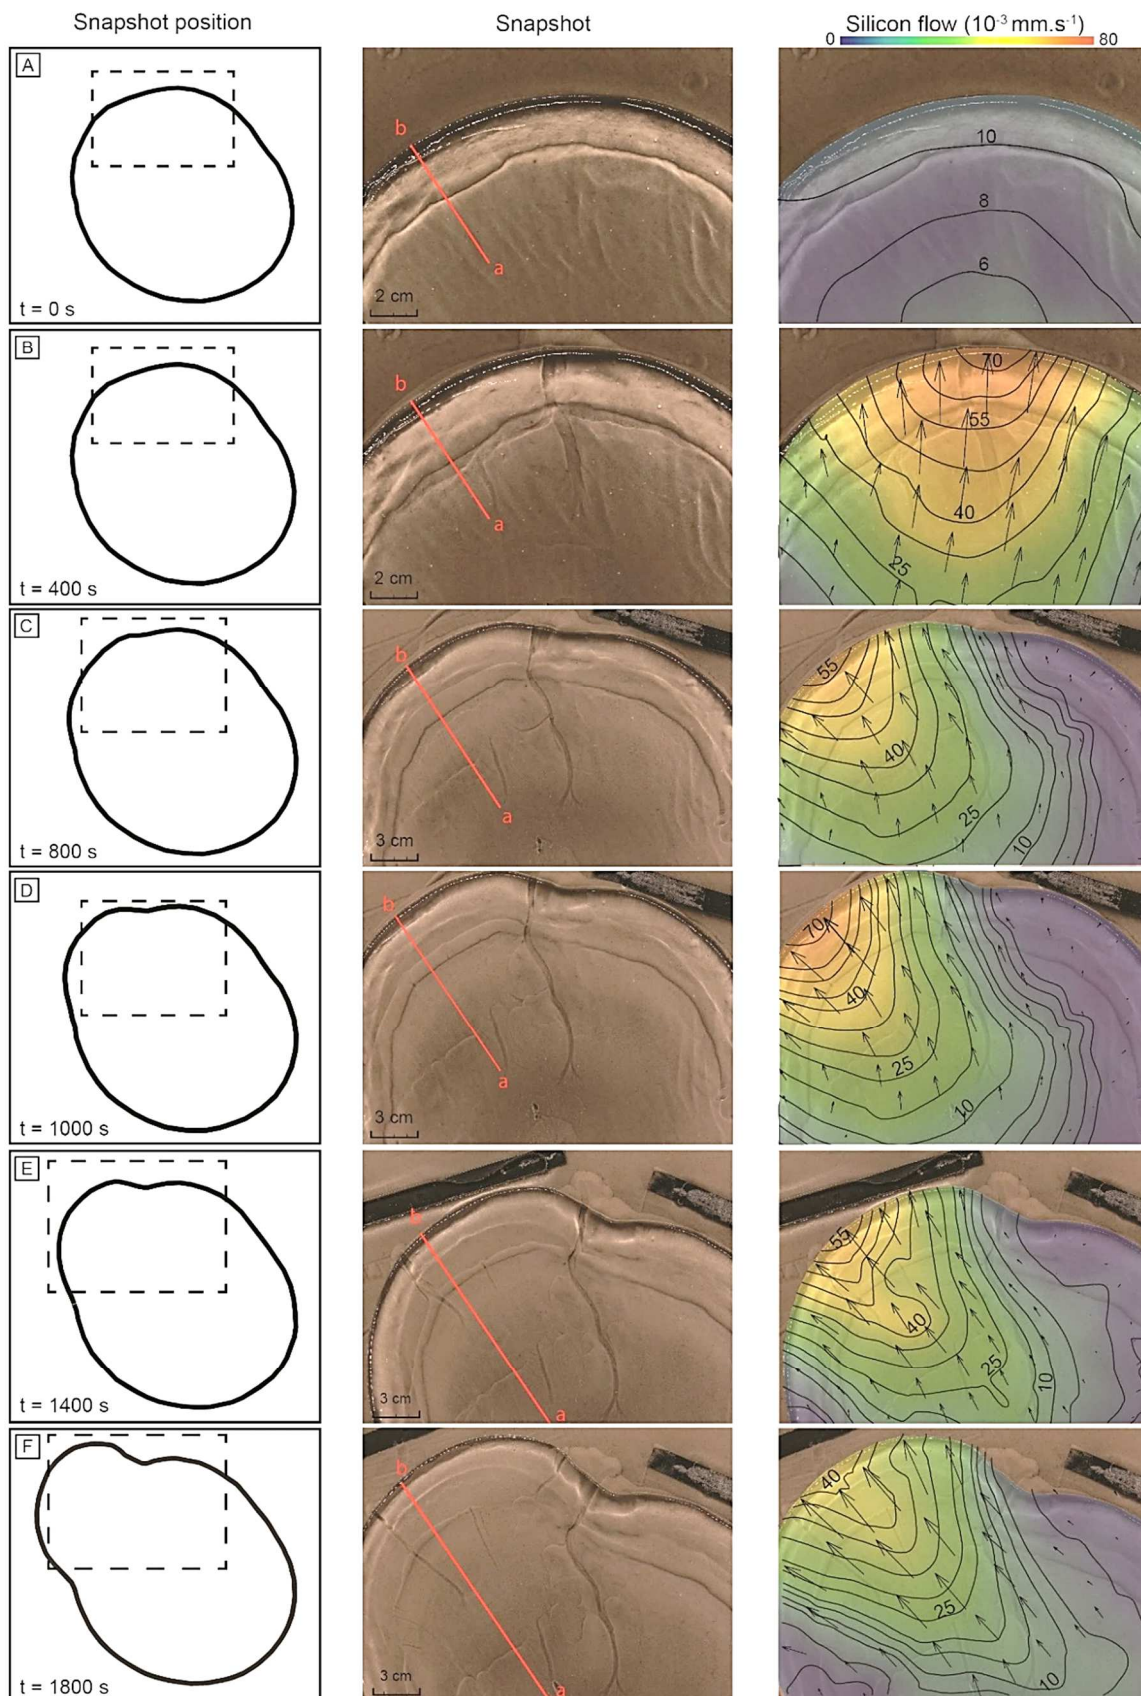 Snapshot position
Snapshot
Silicon flow (10⁻³ mm.s⁻¹)
0
80
A
t = 0 s
b
a
2 cm
10
8
6
B
t = 400 s
b
a
2 cm
70
55
40
25
C
t = 800 s
b
a
3 cm
55
40
25
10
D
t = 1000 s
b
a
3 cm
70
40
25
10
E
t = 1400 s
b
a
3 cm
55
40
25
10
F
t = 1800 s
b
a
3 cm
40
25
10